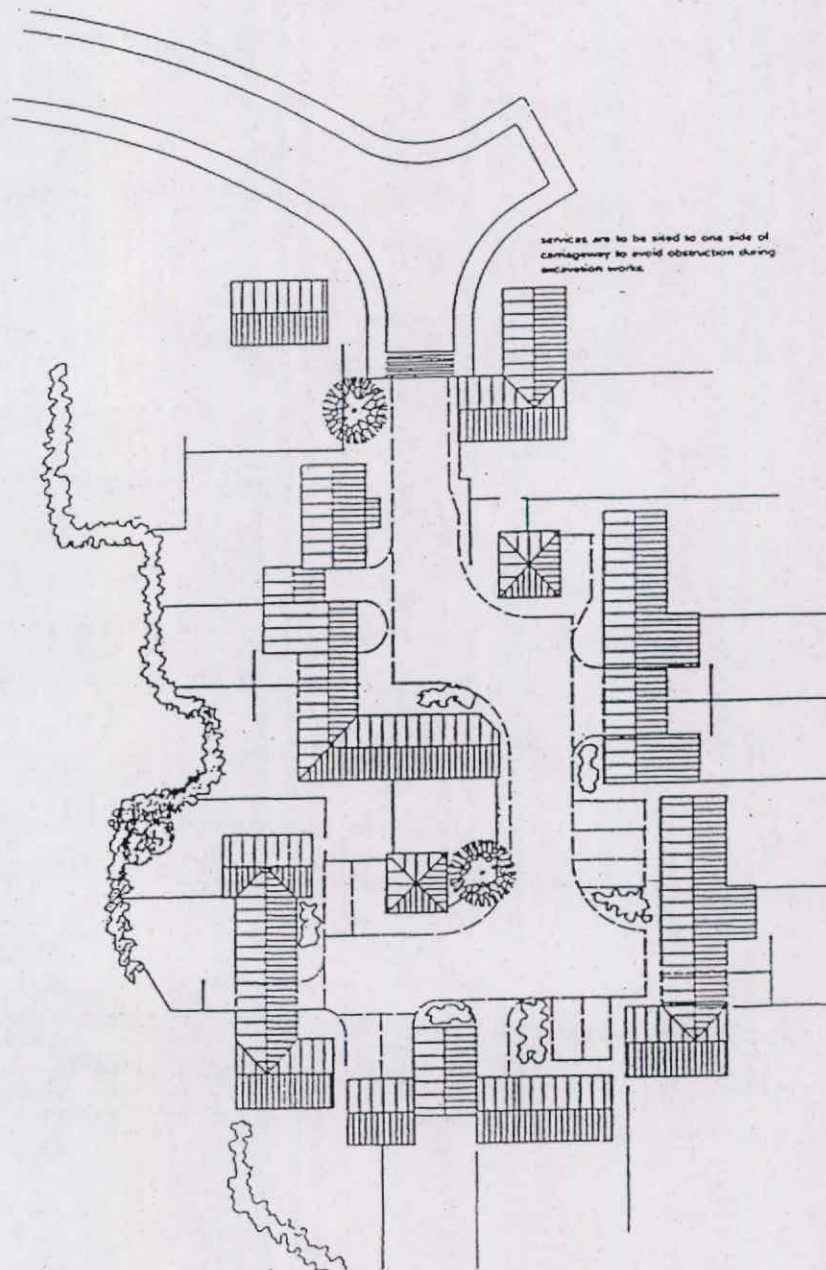 services are to be sited to one side of
carriageway to avoid obstruction during
excavation works.